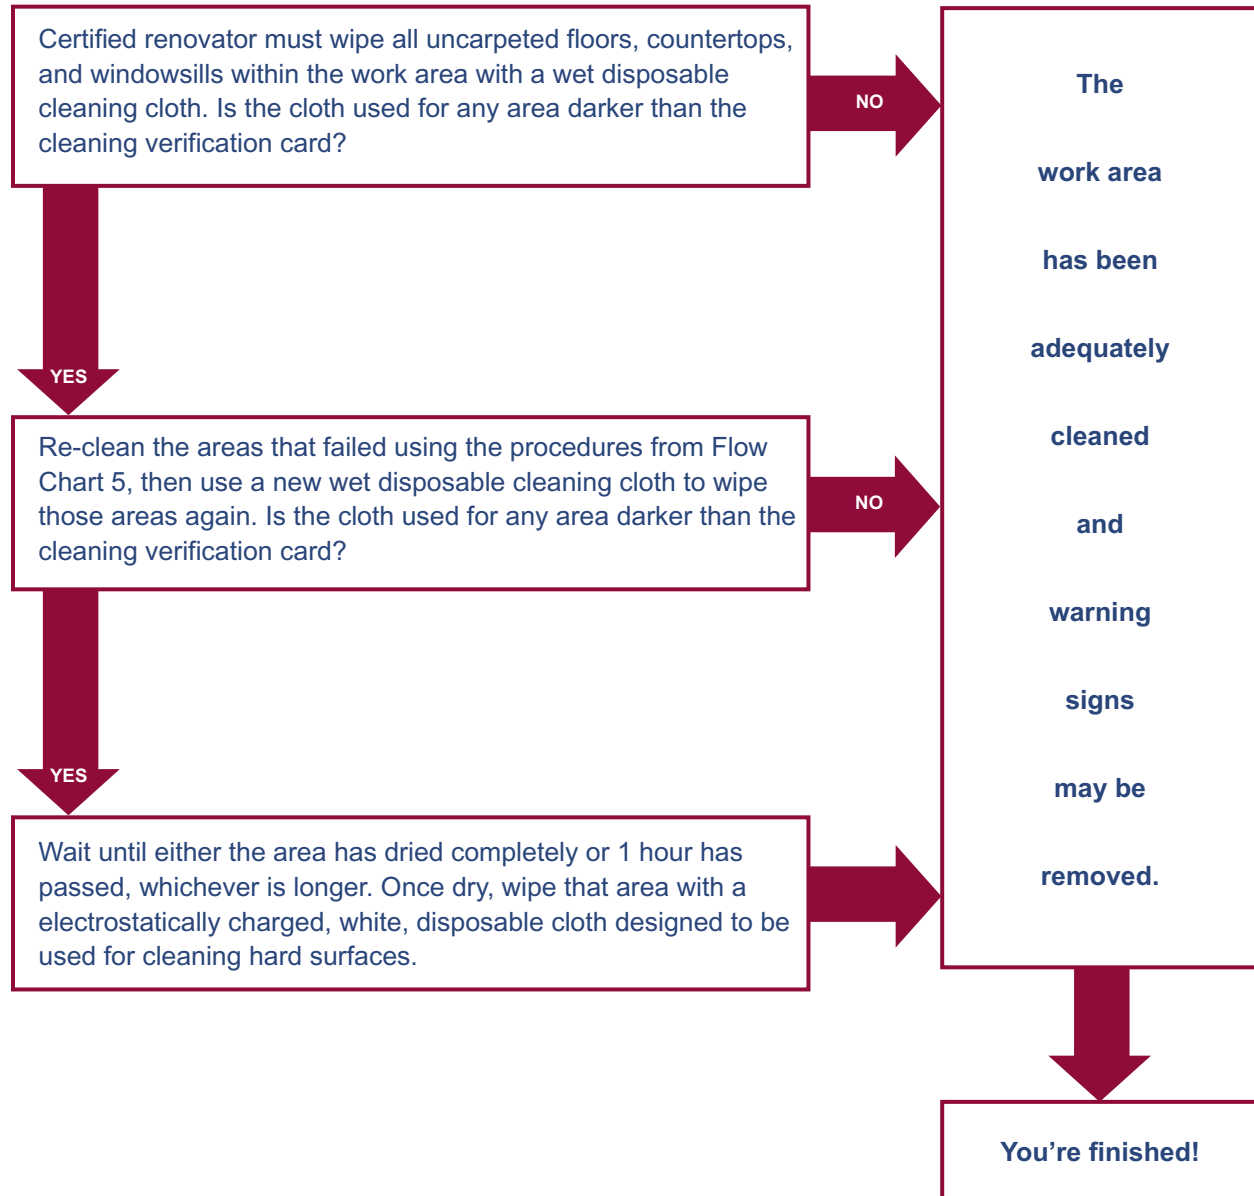 Certified renovator must wipe all uncarpeted floors, countertops,
and windowsills within the work area with a wet disposable
cleaning cloth. Is the cloth used for any area darker than the
cleaning verification card?
NO
YES
Re-clean the areas that failed using the procedures from Flow
Chart 5, then use a new wet disposable cleaning cloth to wipe
those areas again. Is the cloth used for any area darker than the
cleaning verification card?
NO
YES
Wait until either the area has dried completely or 1 hour has
passed, whichever is longer. Once dry, wipe that area with a
electrostatically charged, white, disposable cloth designed to be
used for cleaning hard surfaces.
The
work area
has been
adequately
cleaned
and
warning
signs
may be
removed.
You’re finished!